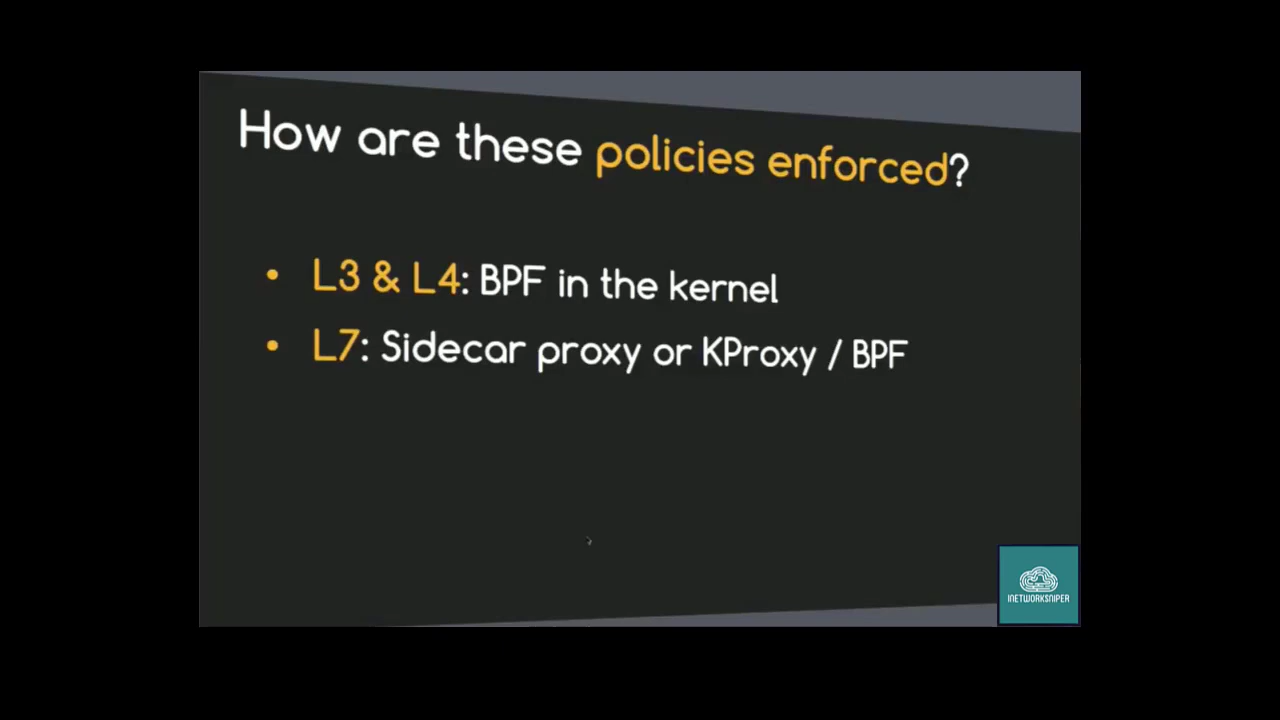 How are these policies enforced?
• L3 & L4: BPF in the kernel
• L7: Sidecar proxy or KProxy / BPF
INETWORKSNIPER